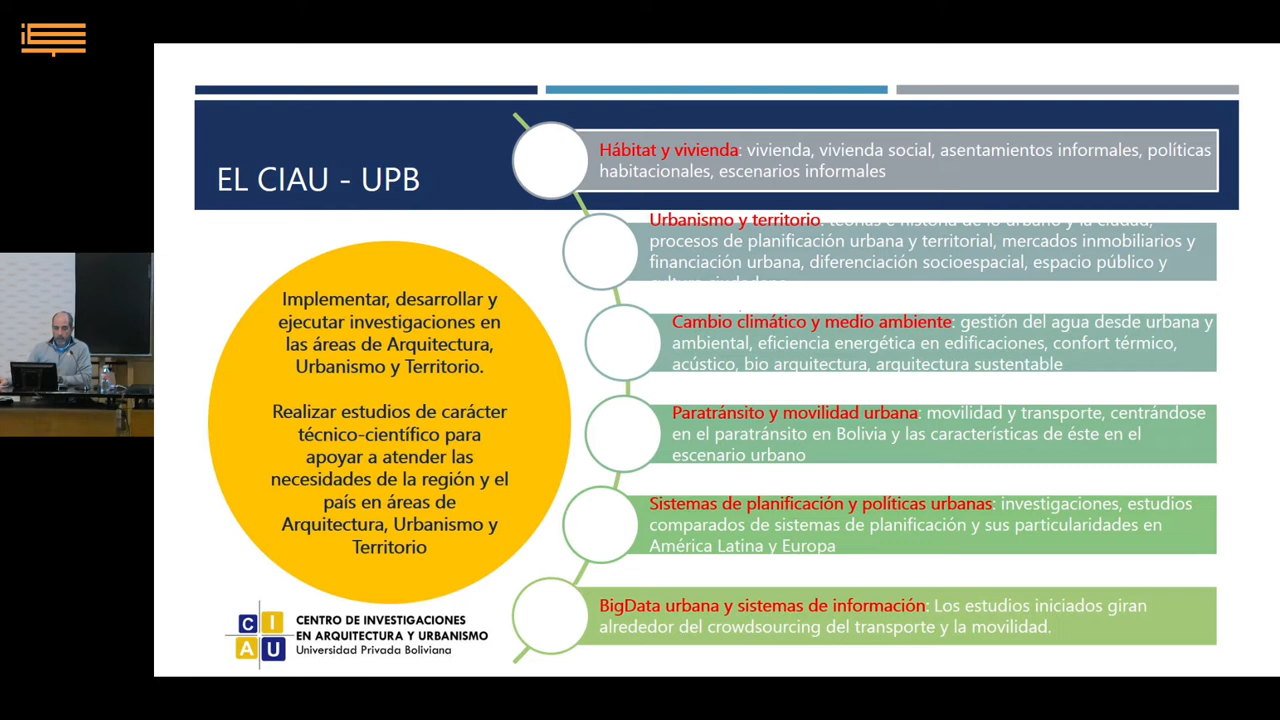 EL CIAU - UPB
Hábitat y vivienda: vivienda, vivienda social, asentamientos informales, políticas
habitacionales, escenarios informales
Urbanismo y territorio: teorías e historia de lo urbano y la ciudad,
procesos de planificación urbana y territorial, mercados inmobiliarios y
financiación urbana, diferenciación socioespacial, espacio público y
Cambio climático y medio ambiente: gestión del agua desde urbana y
ambiental, eficiencia energética en edificaciones, confort térmico,
acústico, bio arquitectura, arquitectura sustentable
Paratránsito y movilidad urbana: movilidad y transporte, centrándose
en el paratránsito en Bolivia y las características de éste en el
escenario urbano
Sistemas de planificación y políticas urbanas: investigaciones, estudios
comparados de sistemas de planificación y sus particularidades en
América Latina y Europa
BigData urbana y sistemas de información: Los estudios iniciados giran
alrededor del crowdsourcing del transporte y la movilidad.
Implementar, desarrollar y
ejecutar investigaciones en
las áreas de Arquitectura,
Urbanismo y Territorio.
Realizar estudios de carácter
técnico-científico para
apoyar a atender las
necesidades de la región y el
país en áreas de
Arquitectura, Urbanismo y
Territorio
C I
A U
CENTRO DE INVESTIGACIONES
EN ARQUITECTURA Y URBANISMO
Universidad Privada Boliviana